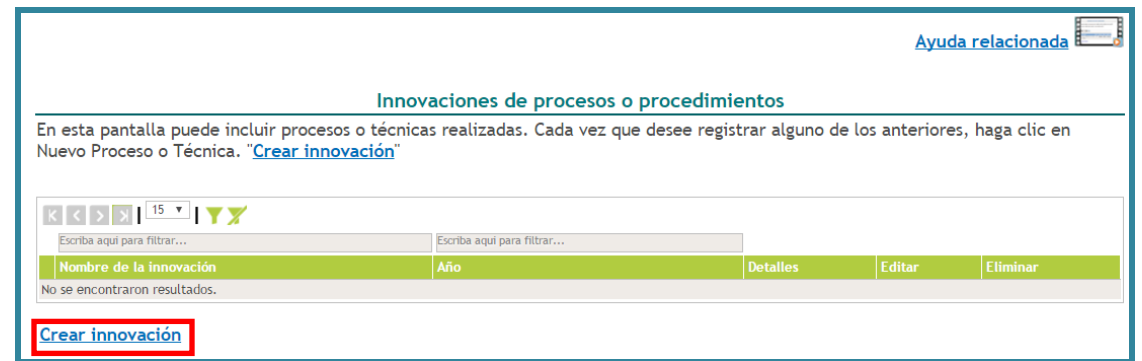 Ayuda relacionada
Innovaciones de procesos o procedimientos
En esta pantalla puede incluir procesos o técnicas realizadas. Cada vez que desee registrar alguno de los anteriores, haga clic en
Nuevo Proceso o Técnica. "Crear innovación"
15
Escriba aqui para filtrar... Escriba aqui para filtrar...
Nombre de la innovación Año Detalles Editar Eliminar
No se encontraron resultados.
Crear innovación